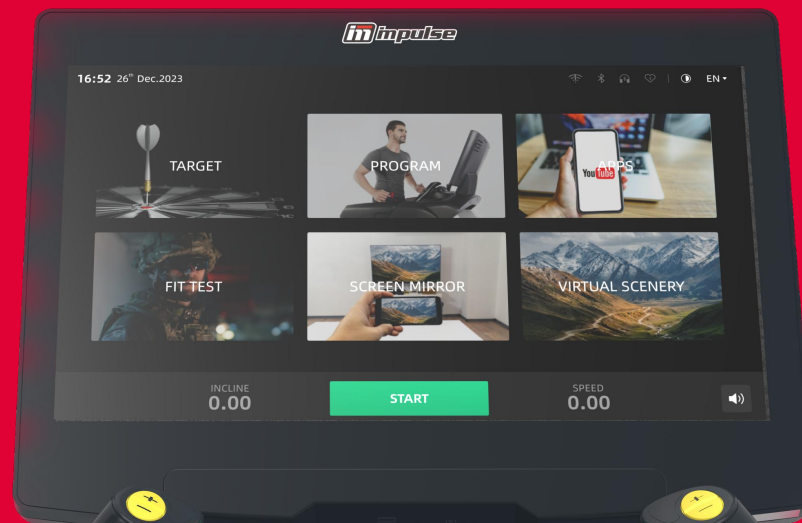 impulse
16:52 26th Dec.2023
EN
TARGET
PROGRAM
APPS
YouTube
FIT TEST
SCREEN MIRROR
VIRTUAL SCENERY
INCLINE
0.00
START
SPEED
0.00